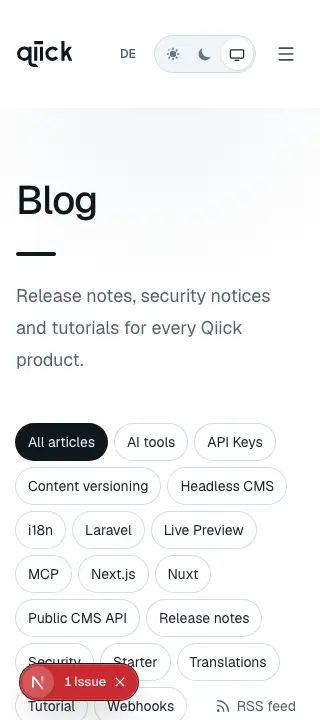 qiick
DE
Blog
Release notes, security notices
and tutorials for every Qiick
product.
All articles AI tools API Keys
Content versioning Headless CMS
i18n Laravel Live Preview
MCP Next.js Nuxt
Public CMS API Release notes
Security Starter Translations
N 1 Issue
Tutorial Webhooks RSS feed